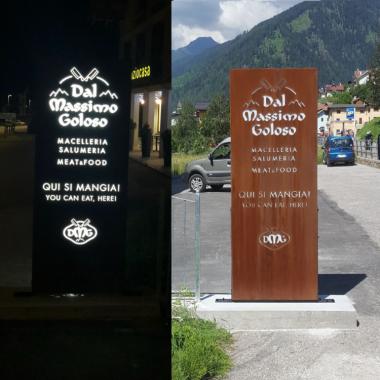 Dal
Massimo
Goloso
MACELLERIA
SALUMERIA
MEAT&FOOD
QUI SI MANGIA!
YOU CAN EAT, HERE!
DMG
Dal
Massimo
Goloso
MACELLERIA
SALUMERIA
MEAT&FOOD
QUI SI MANGIA!
YOU CAN EAT, HERE!
DMG